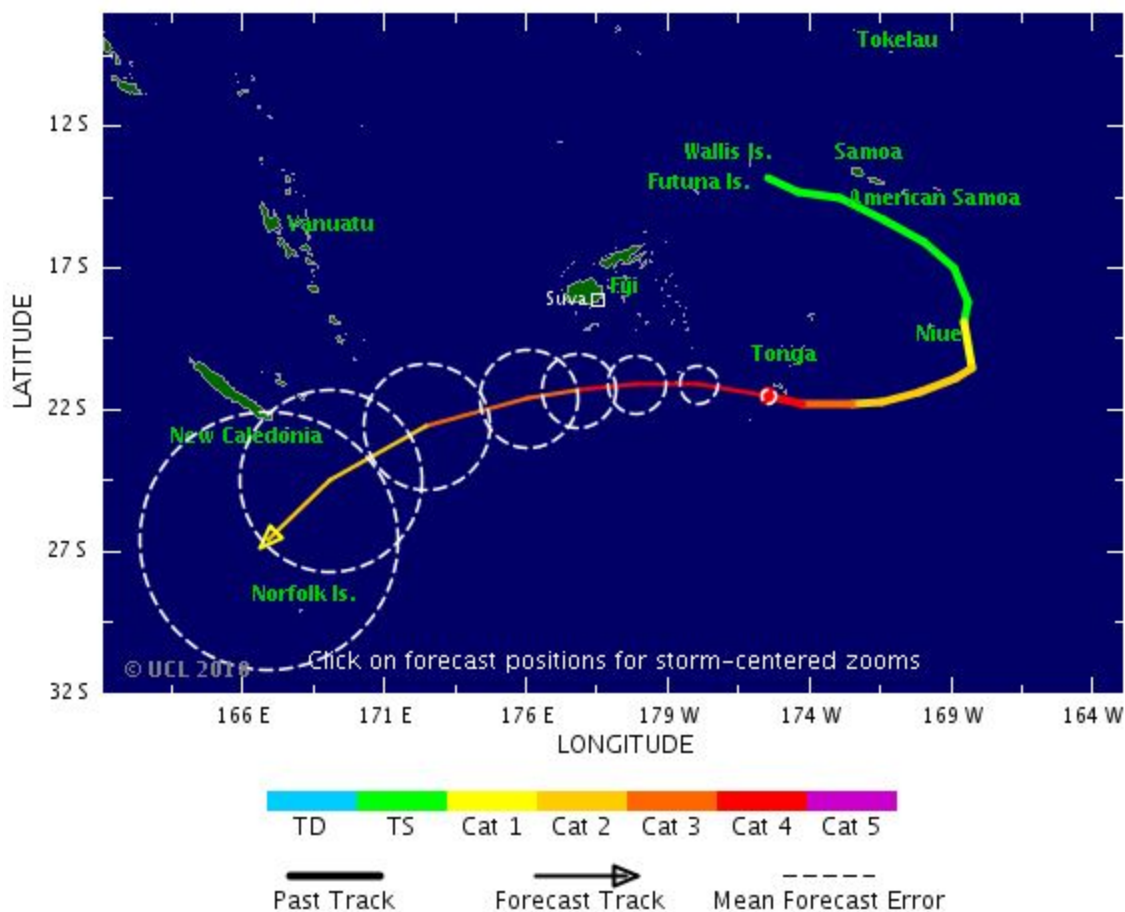 Tokelau
12 S
Wallis Is.
Samoa
Futuna Is.
American Samoa
Vanuatu
17 S
Fiji
Suva
Niue
LATITUDE
Tonga
22 S
New Caledonia
27 S
Norfolk Is.
© UCL 2018
Click on forecast positions for storm-centered zooms
32 S
166 E 171 E 176 E 179 W 174 W 169 W 164 W
LONGITUDE
TD TS Cat 1 Cat 2 Cat 3 Cat 4 Cat 5
Past Track Forecast Track Mean Forecast Error